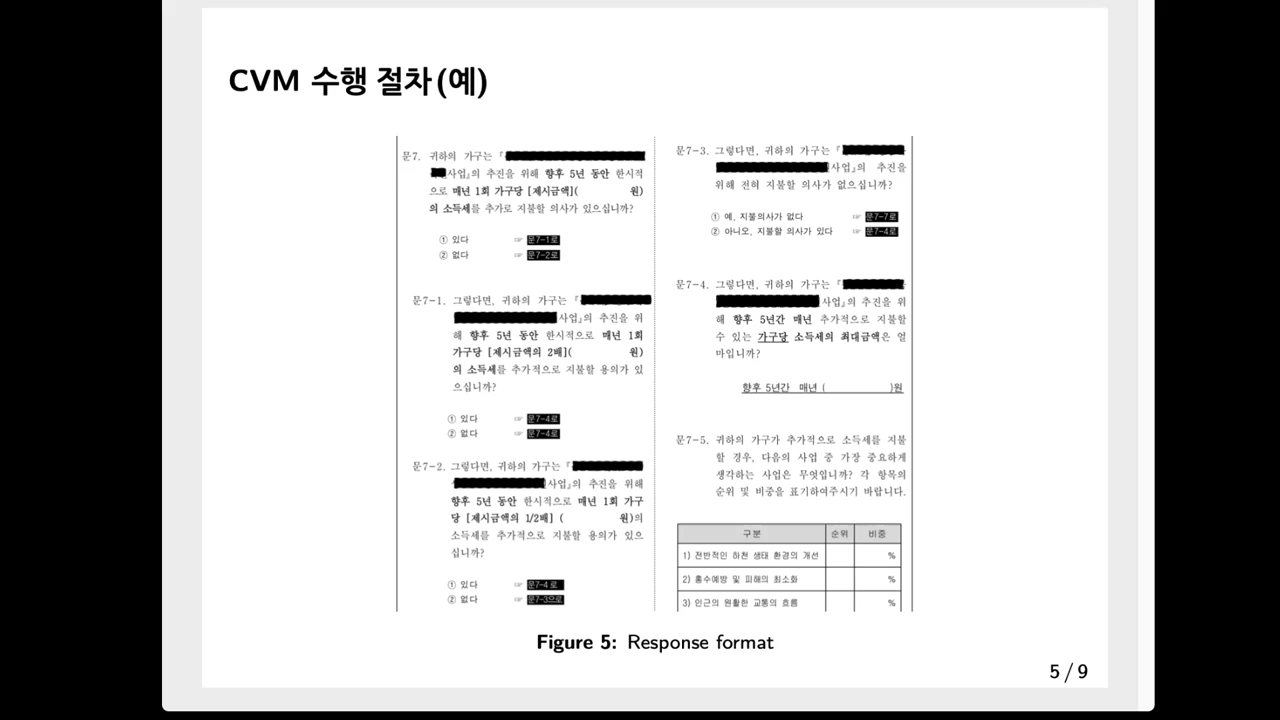 CVM 수행 절차(예)
문7. 귀하의 가구는 『
사업』의 추진을 위해 향후 5년 동안 한시적
으로 매년 1회 가구당 [제시금액]( 원)
의 소득세를 추가로 지불할 의사가 있으십니까?
① 있다 ☞ 문7-1로
② 없다 ☞ 문7-2로
문7-1. 그렇다면, 귀하의 가구는 『
사업』의 추진을 위
해 향후 5년 동안 한시적으로 매년 1회
가구당 [제시금액의 2배]( 원)
의 소득세를 추가적으로 지불할 용의가 있
으십니까?
① 있다 ☞ 문7-4로
② 없다 ☞ 문7-4로
문7-2. 그렇다면, 귀하의 가구는 『
사업』의 추진을 위해
향후 5년 동안 한시적으로 매년 1회 가구
당 [제시금액의 1/2배] ( 원)의
소득세를 추가적으로 지불할 용의가 있으
십니까?
① 있다 ☞ 문7-4로
② 없다 ☞ 문7-3으로
문7-3. 그렇다면, 귀하의 가구는 『
사업』의 추진을
위해 전혀 지불할 의사가 없으십니까?
① 예, 지불의사가 없다 ☞ 문7-7로
② 아니오, 지불할 의사가 있다 ☞ 문7-4로
문7-4. 그렇다면, 귀하의 가구는 『
사업』의 추진을 위
해 향후 5년간 매년 추가적으로 지불할
수 있는 가구당 소득세의 최대금액은 얼
마입니까?
향후 5년간 매년 ( )원
문7-5. 귀하의 가구가 추가적으로 소득세를 지불
할 경우, 다음의 사업 중 가장 중요하게
생각하는 사업은 무엇입니까? 각 항목의
순위 및 비중을 표기하여주시기 바랍니다.
구분 순위 비중
1) 전반적인 하천 생태 환경의 개선 %
2) 홍수예방 및 피해의 최소화 %
3) 인근의 원활한 교통의 흐름 %
Figure 5: Response format
5 / 9